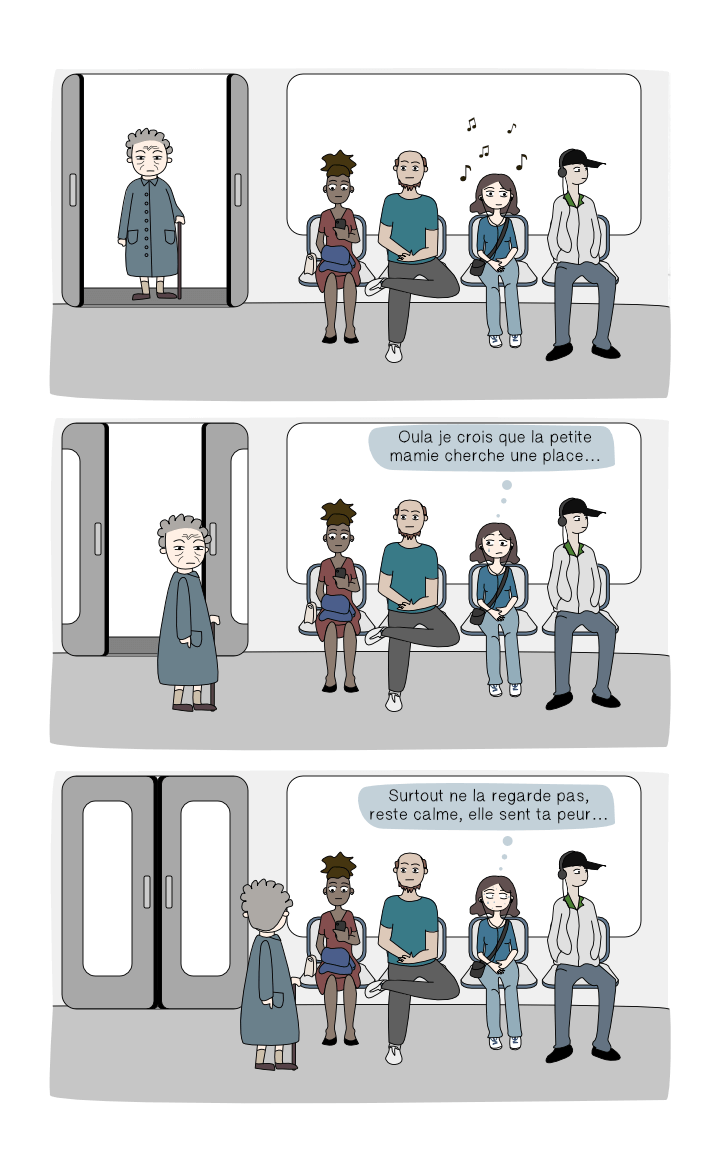 Oula je crois que la petite
mamie cherche une place...
Surtout ne la regarde pas,
reste calme, elle sent ta peur...